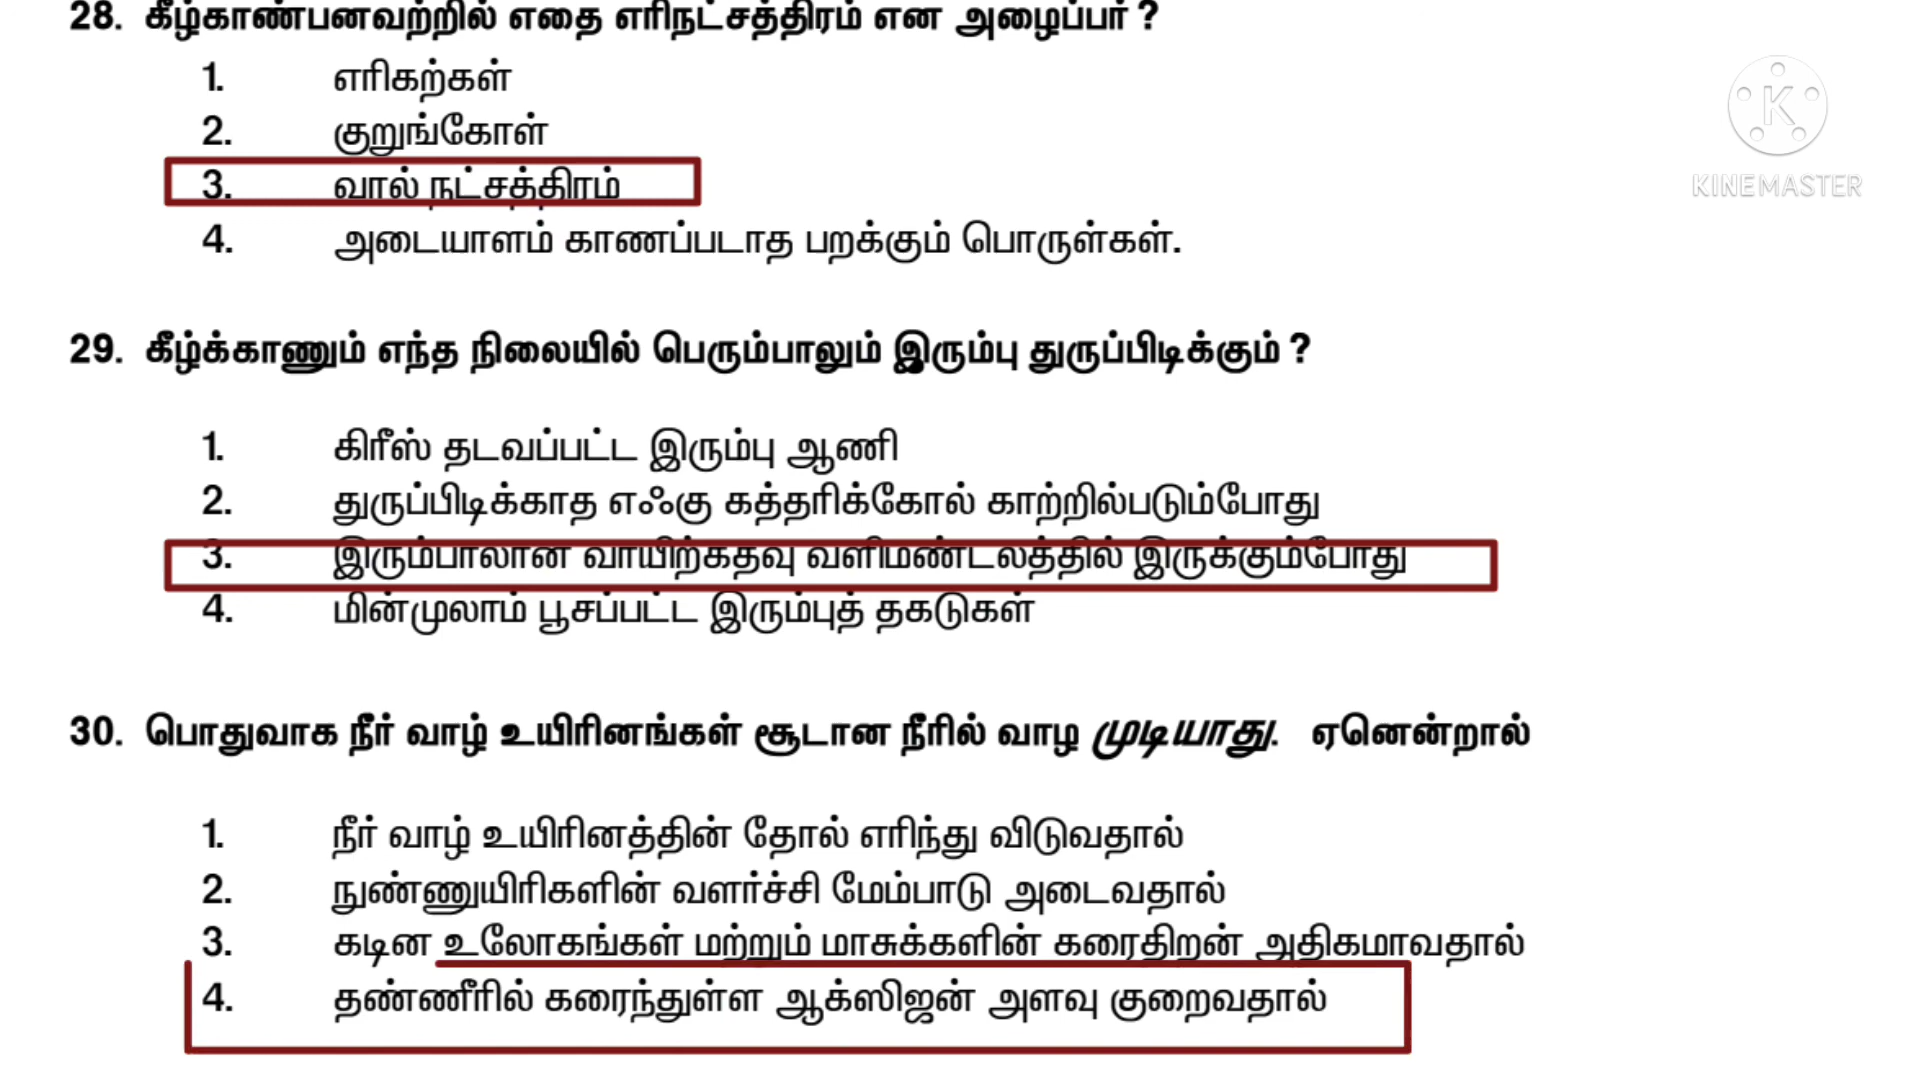 28. கீழ்காண்பனவற்றில் எதை எரிநட்சத்திரம் என அழைப்பர் ?
1. எரிகற்கள்
2. குறுங்கோள்
3. வால் நட்சத்திரம்
4. அடையாளம் காணப்படாத பறக்கும் பொருள்கள்.
KINEMASTER
29. கீழ்க்காணும் எந்த நிலையில் பெரும்பாலும் இரும்பு துருப்பிடிக்கும் ?
1. கிரீஸ் தடவப்பட்ட இரும்பு ஆணி
2. துருப்பிடிக்காத எஃகு கத்தரிக்கோல் காற்றில்படும்போது
3. இரும்பாலான வாயிற்கதவு வளிமண்டலத்தில் இருக்கும்போது
4. மின்முலாம் பூசப்பட்ட இரும்புத் தகடுகள்
30. பொதுவாக நீர் வாழ் உயிரினங்கள் சூடான நீரில் வாழ முடியாது. ஏனென்றால்
1. நீர் வாழ் உயிரினத்தின் தோல் எரிந்து விடுவதால்
2. நுண்ணுயிரிகளின் வளர்ச்சி மேம்பாடு அடைவதால்
3. கடின உலோகங்கள் மற்றும் மாசுக்களின் கரைதிறன் அதிகமாவதால்
4. தண்ணீரில் கரைந்துள்ள ஆக்ஸிஜன் அளவு குறைவதால்